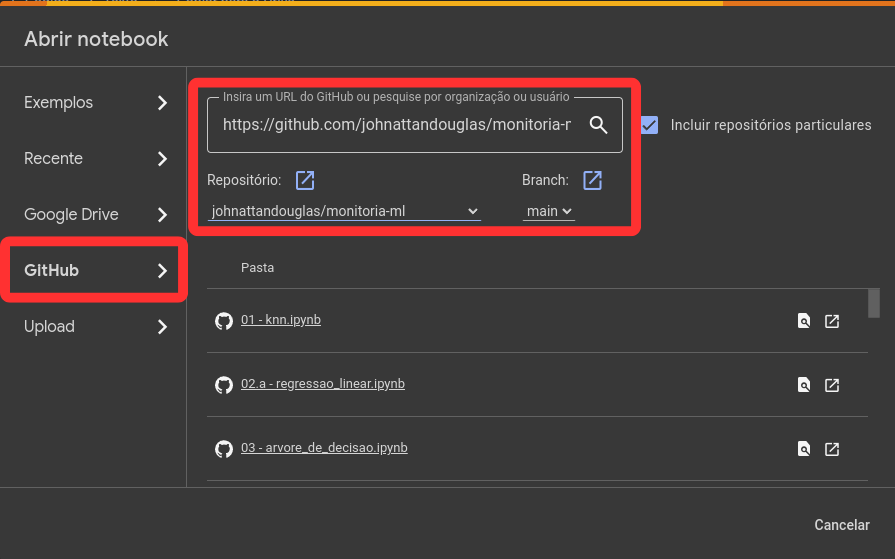 Abrir notebook
Exemplos
Recente
Google Drive
GitHub
Upload
Insira um URL do GitHub ou pesquise por organização ou usuário
https://github.com/johnattandouglas/monitoria-r
Incluir repositórios particulares
Repositório:
Branch:
johnattandouglas/monitoria-ml
main
Pasta
01 - knn.ipynb
02.a - regressao_linear.ipynb
03 - arvore_de_decisao.ipynb
Cancelar